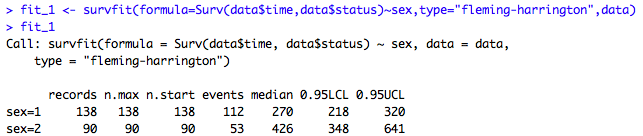 > fit_1 <- survfit(formula=Surv(data$time,data$status)~sex,type="fleming-harrington",data)
> fit_1
Call: survfit(formula = Surv(data$time, data$status) ~ sex, data = data,
    type = "fleming-harrington")
      records n.max n.start events median 0.95LCL 0.95UCL
sex=1     138   138     138    112    270     218     320
sex=2      90    90      90     53    426     348     641